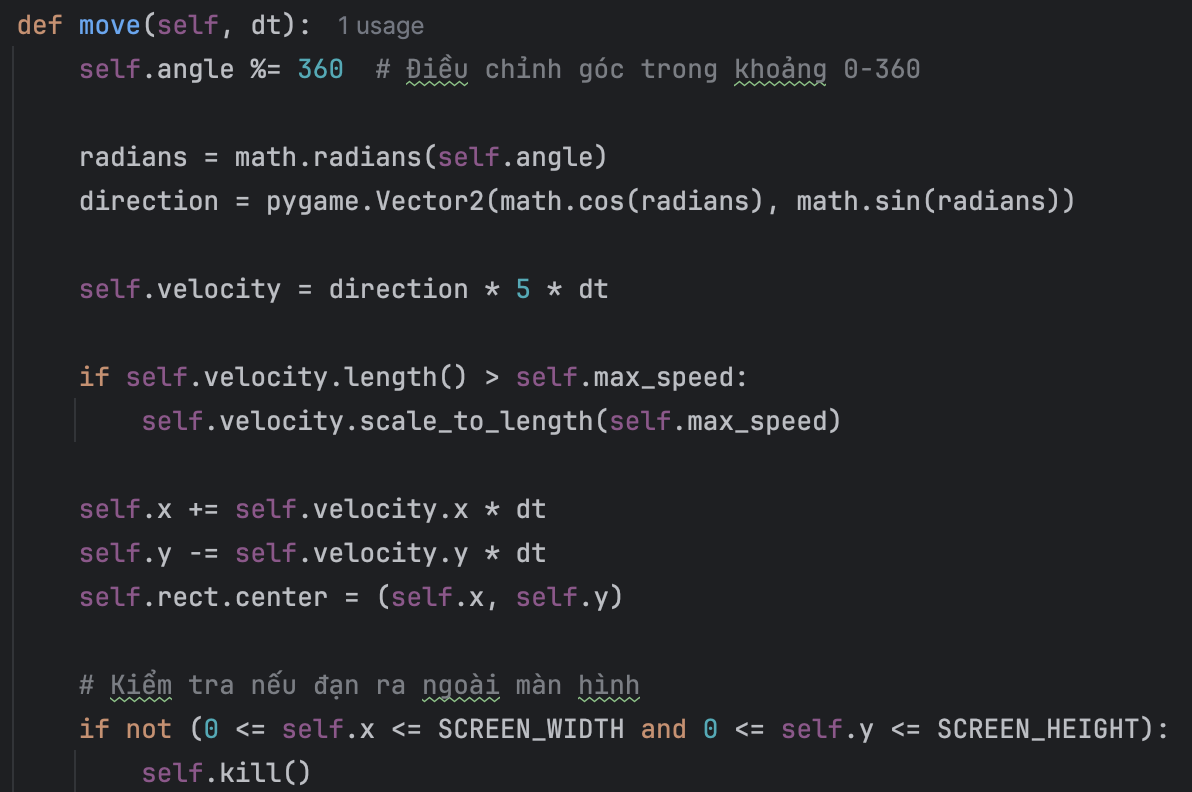 def move(self, dt): 1 usage
    self.angle %= 360  # Điều chỉnh góc trong khoảng 0-360

    radians = math.radians(self.angle)
    direction = pygame.Vector2(math.cos(radians), math.sin(radians))

    self.velocity = direction * 5 * dt

    if self.velocity.length() > self.max_speed:
        self.velocity.scale_to_length(self.max_speed)

    self.x += self.velocity.x * dt
    self.y -= self.velocity.y * dt
    self.rect.center = (self.x, self.y)

    # Kiểm tra nếu đạn ra ngoài màn hình
    if not (0 <= self.x <= SCREEN_WIDTH and 0 <= self.y <= SCREEN_HEIGHT):
        self.kill()